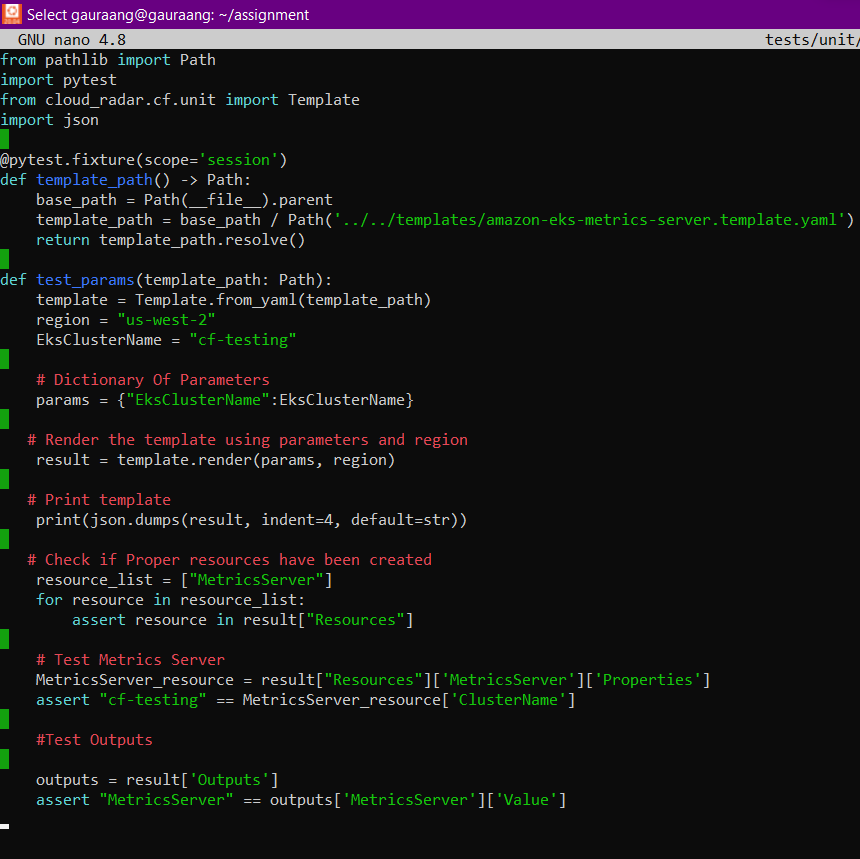 Select gauraang@gauraang: ~/assignment
GNU nano 4.8 tests/unit/
from pathlib import Path
import pytest
from cloud_radar.cf.unit import Template
import json
@pytest.fixture(scope='session')
def template_path() -> Path:
    base_path = Path(__file__).parent
    template_path = base_path / Path('../../templates/amazon-eks-metrics-server.template.yaml')
    return template_path.resolve()
def test_params(template_path: Path):
    template = Template.from_yaml(template_path)
    region = "us-west-2"
    EksClusterName = "cf-testing"
    # Dictionary Of Parameters
    params = {"EksClusterName":EksClusterName}
   # Render the template using parameters and region
    result = template.render(params, region)
   # Print template
    print(json.dumps(result, indent=4, default=str))
   # Check if Proper resources have been created
    resource_list = ["MetricsServer"]
    for resource in resource_list:
        assert resource in result["Resources"]
    # Test Metrics Server
    MetricsServer_resource = result["Resources"]['MetricsServer']['Properties']
    assert "cf-testing" == MetricsServer_resource['ClusterName']
    #Test Outputs
    outputs = result['Outputs']
    assert "MetricsServer" == outputs['MetricsServer']['Value']